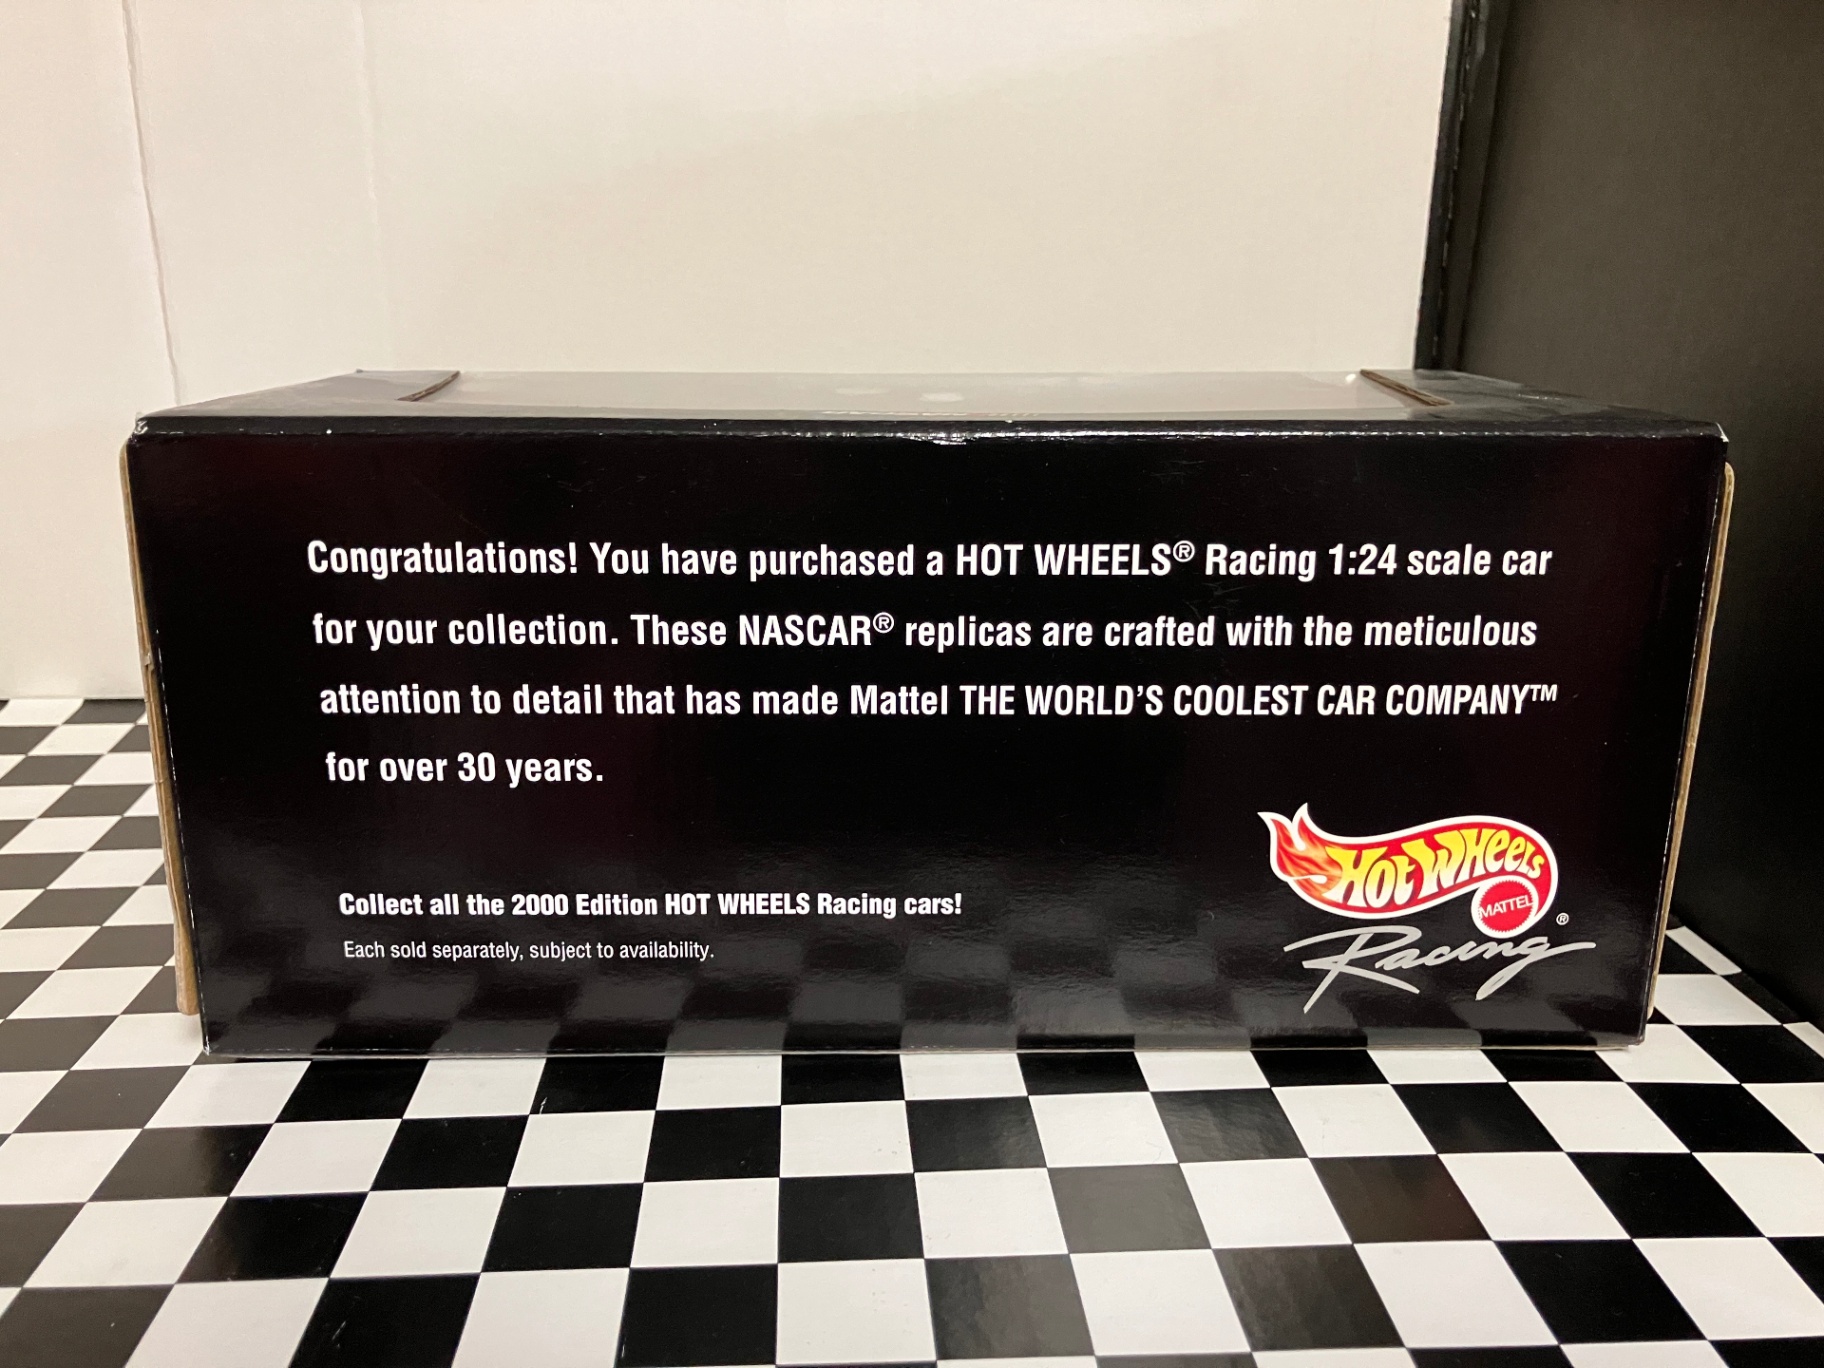 Congratulations! You have purchased a HOT WHEELS® Racing 1:24 scale car
for your collection. These NASCAR® replicas are crafted with the meticulous
attention to detail that has made Mattel THE WORLD'S COOLEST CAR COMPANY™
for over 30 years.
Collect all the 2000 Edition HOT WHEELS Racing cars!
Each sold separately, subject to availability.
Hot Wheels
MATTEL
®
Racing